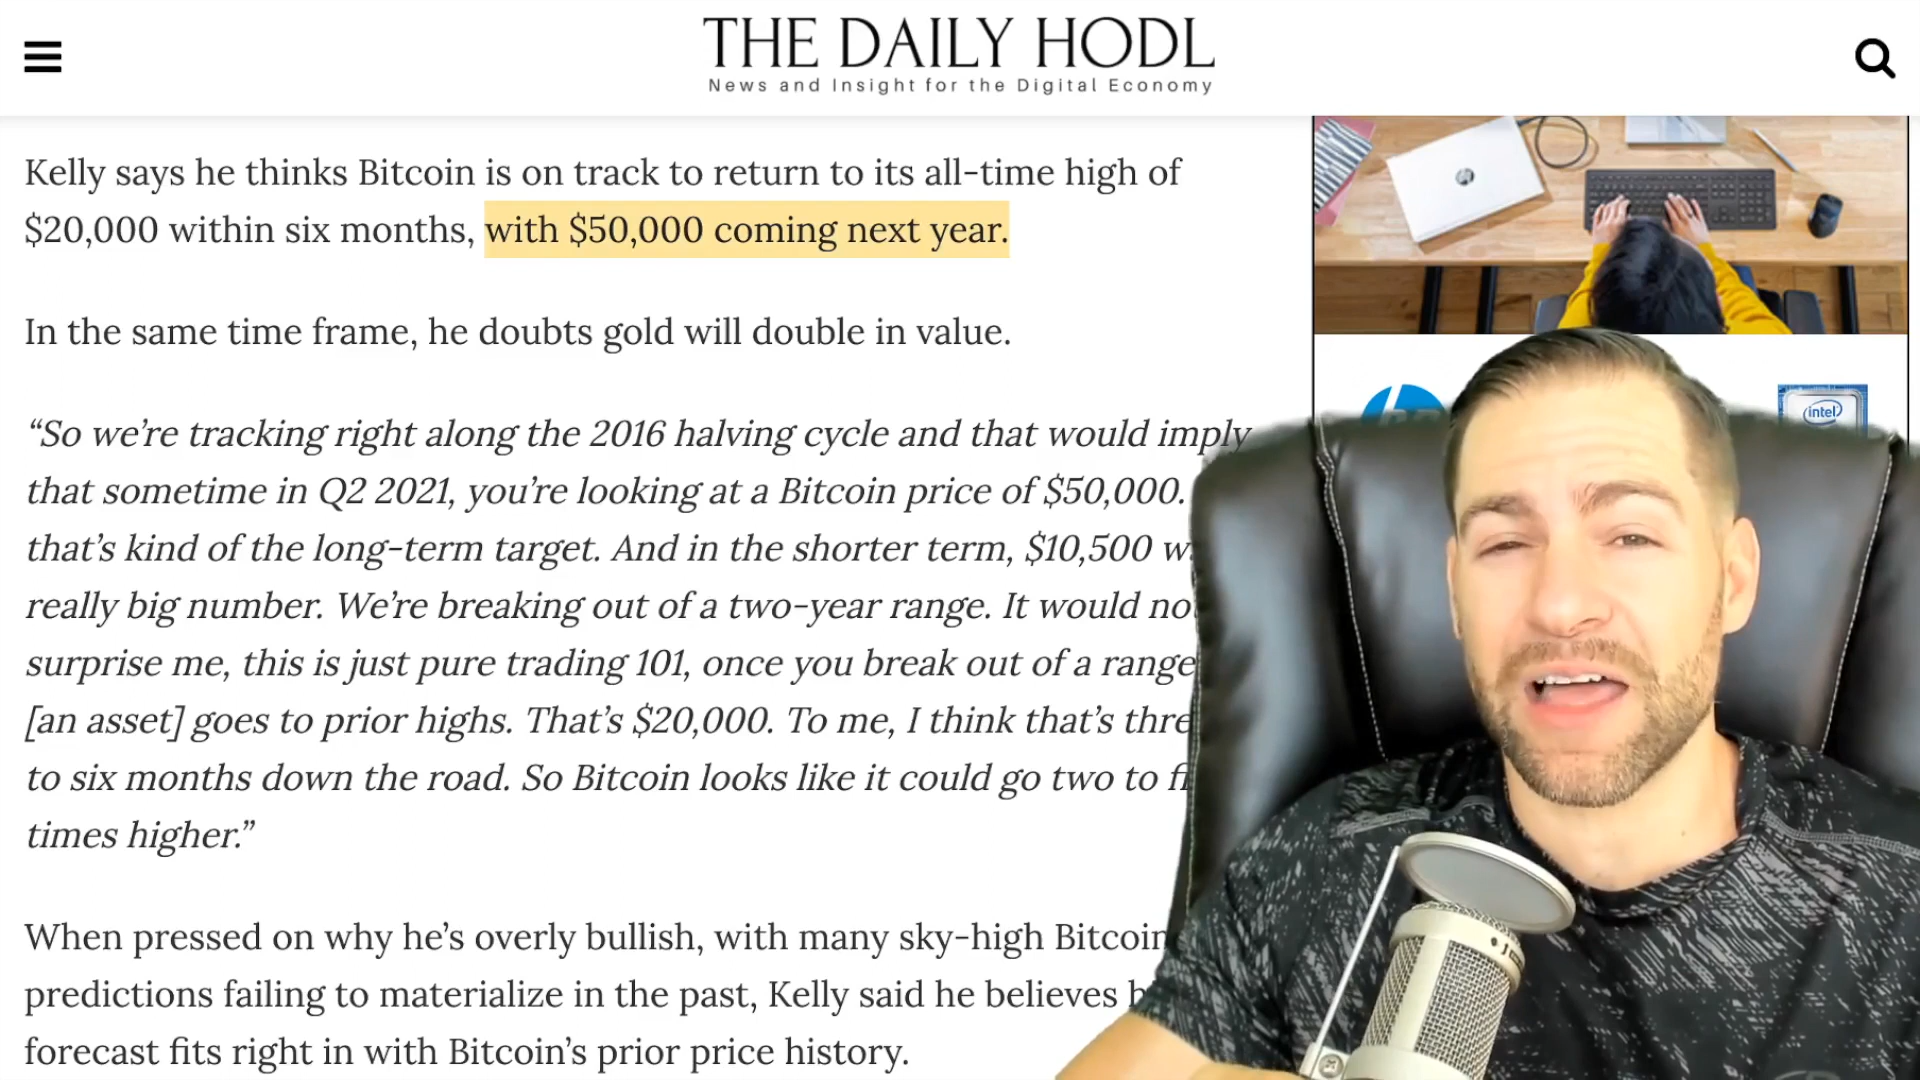 THE DAILY HODL
News and Insight for the Digital Economy
Kelly says he thinks Bitcoin is on track to return to its all-time high of
$20,000 within six months, with $50,000 coming next year.
In the same time frame, he doubts gold will double in value.
“So we’re tracking right along the 2016 halving cycle and that would imply
that sometime in Q2 2021, you’re looking at a Bitcoin price of $50,000.
that’s kind of the long-term target. And in the shorter term, $10,500
really big number. We’re breaking out of a two-year range. It would
surprise me, this is just pure trading 101, once you break out of a range
[an asset] goes to prior highs. That’s $20,000. To me, I think that’s
to six months down the road. So Bitcoin looks like it could go two to
times higher.”
When pressed on why he’s overly bullish, with many sky-high Bitcoin
predictions failing to materialize in the past, Kelly said he believes
forecast fits right in with Bitcoin’s prior price history.
hp
intel